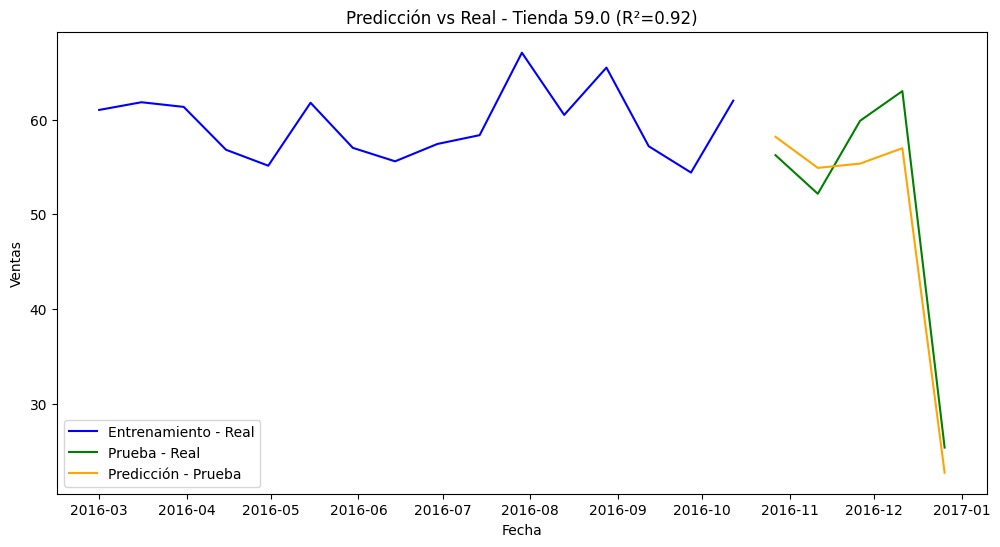 Predicción vs Real - Tienda 59.0 (R²=0.92)
Ventas
60
50
40
30
Entrenamiento - Real
Prueba - Real
Predicción - Prueba
2016-03 2016-04 2016-05 2016-06 2016-07 2016-08 2016-09 2016-10 2016-11 2016-12 2017-01
Fecha